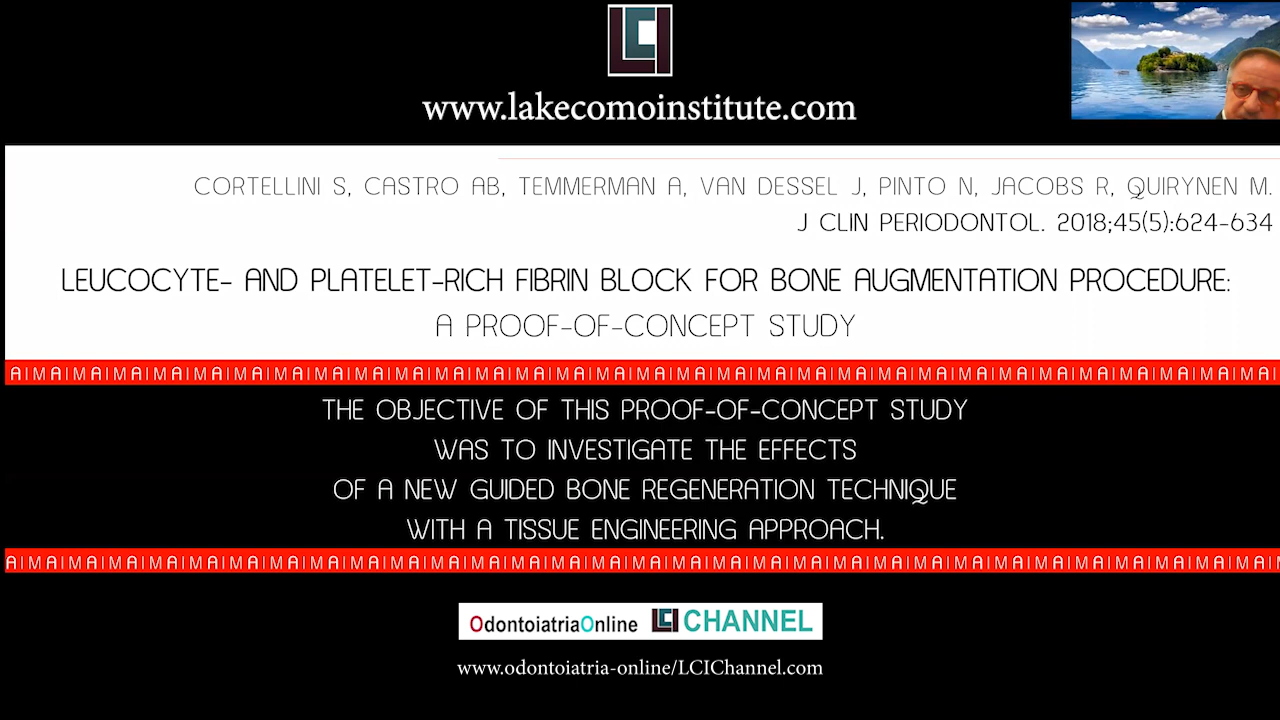 LCI
www.lakecomoinstitute.com
CORTELLINI S, CASTRO AB, TEMMERMAN A, VAN DESSEL J, PINTO N, JACOBS R, QUIRYNEN M.
J CLIN PERIODONTOL. 2018;45(5):624-634
LEUCOCYTE- AND PLATELET-RICH FIBRIN BLOCK FOR BONE AUGMENTATION PROCEDURE:
A PROOF-OF-CONCEPT STUDY
A|M A|M A|M A|M A|M A|M A|M A|M A|M A|M A|M A|M A|M A|M A|M A|M A|M A|M A|M A|M A|M A|M A|M A|M A|M A|M A|M A|M A|M A|M A|M A|
THE OBJECTIVE OF THIS PROOF-OF-CONCEPT STUDY
WAS TO INVESTIGATE THE EFFECTS
OF A NEW GUIDED BONE REGENERATION TECHNIQUE
WITH A TISSUE ENGINEERING APPROACH.
A|M A|M A|M A|M A|M A|M A|M A|M A|M A|M A|M A|M A|M A|M A|M A|M A|M A|M A|M A|M A|M A|M A|M A|M A|M A|M A|M A|M A|M A|M A|M A|M
OdontoiatriaOnline LCI CHANNEL
www.odontoiatria-online/LCIChannel.com